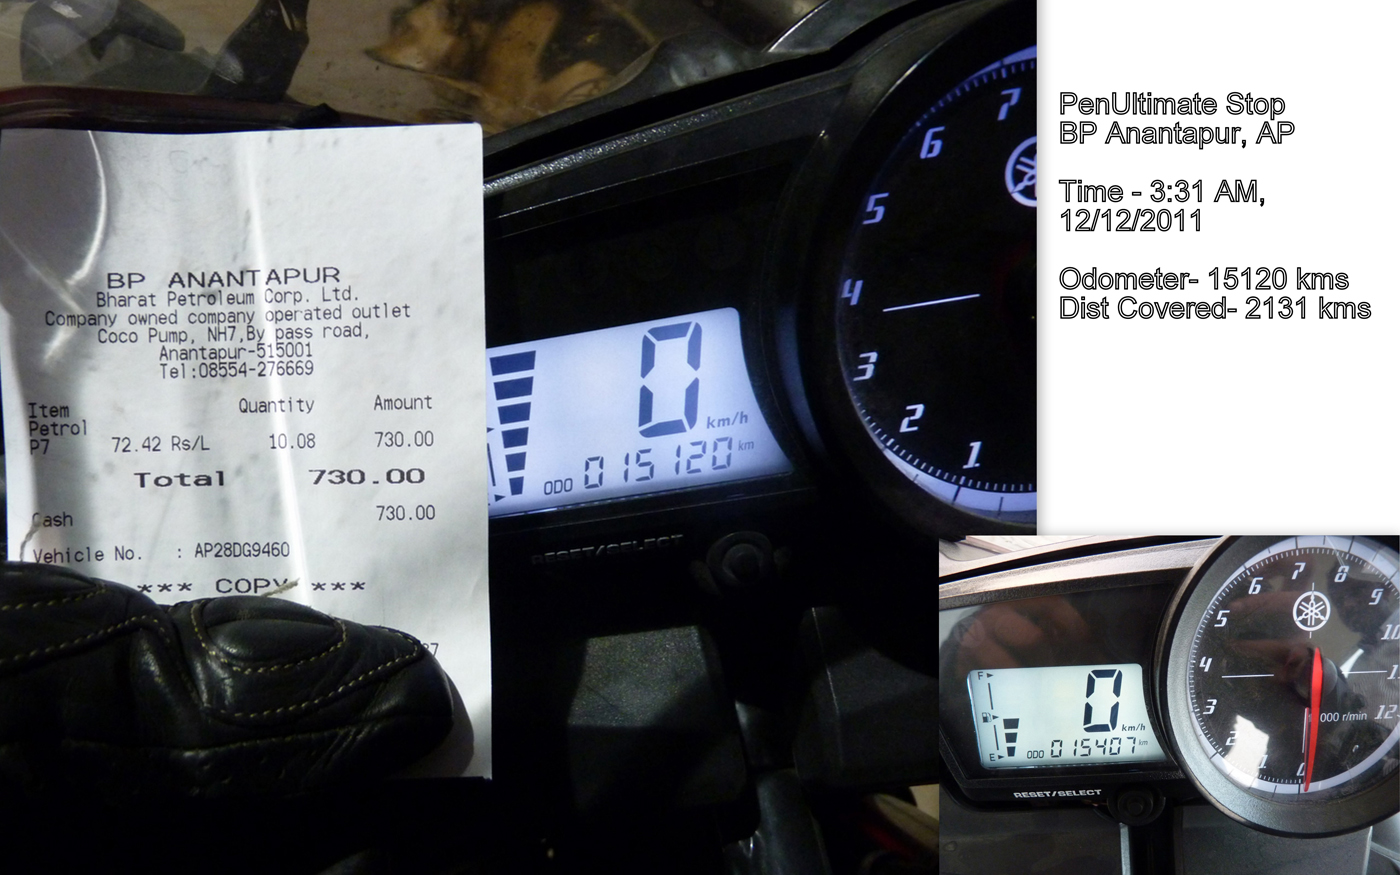 BP ANANTAPUR
Bharat Petroleum Corp. Ltd.
Company owned company operated outlet
Coco Pump, NH7,By pass road,
Anantapur-515001
Tel:08554-276669
Item Quantity Amount
Petrol
P7 72.42 Rs/L 10.08 730.00
Total 730.00
Cash 730.00
Vehicle No. : AP28DG9460
*** COPY ***
0 km/h
ODO 015120 km
RESET/SELECT
7
6
5
4
3
2
1
PenUltimate Stop
BP Anantapur, AP
Time - 3:31 AM,
12/12/2011
Odometer- 15120 kms
Dist Covered- 2131 kms
F
E
0 km/h
ODO 015407 km
RESET/SELECT
7
8
6
9
5
10
4
11
3
12
2
1
0
000 r/min